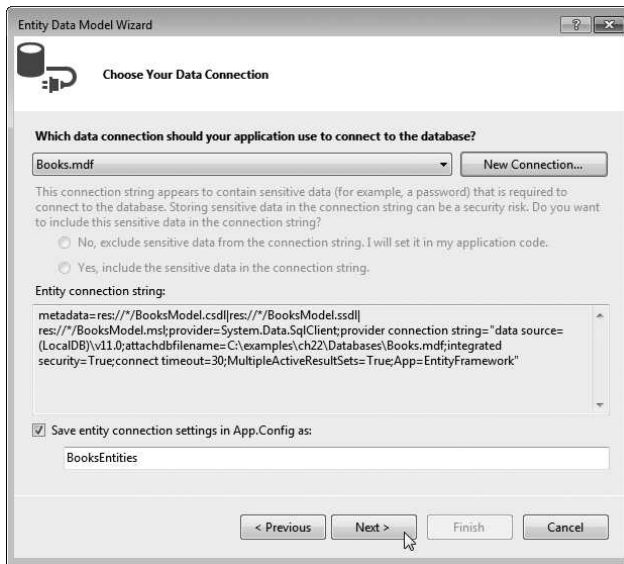 Entity Data Model Wizard
Choose Your Data Connection
Which data connection should your application use to connect to the database?
Books.mdf
New Connection...
This connection string appears to contain sensitive data (for example, a password) that is required to
connect to the database. Storing sensitive data in the connection string can be a security risk. Do you want
to include this sensitive data in the connection string?
No, exclude sensitive data from the connection string. I will set it in my application code.
Yes, include the sensitive data in the connection string.
Entity connection string:
metadata=res://*/BooksModel.csdl|res://*/BooksModel.ssdl|
res://*/BooksModel.msl;provider=System.Data.SqlClient;provider connection string="data source=
(LocalDB)\v11.0;attachdbfilename=C:\examples\ch22\Databases\Books.mdf;integrated
security=True;connect timeout=30;MultipleActiveResultSets=True;App=EntityFramework"
Save entity connection settings in App.Config as:
BooksEntities
< Previous
Next >
Finish
Cancel